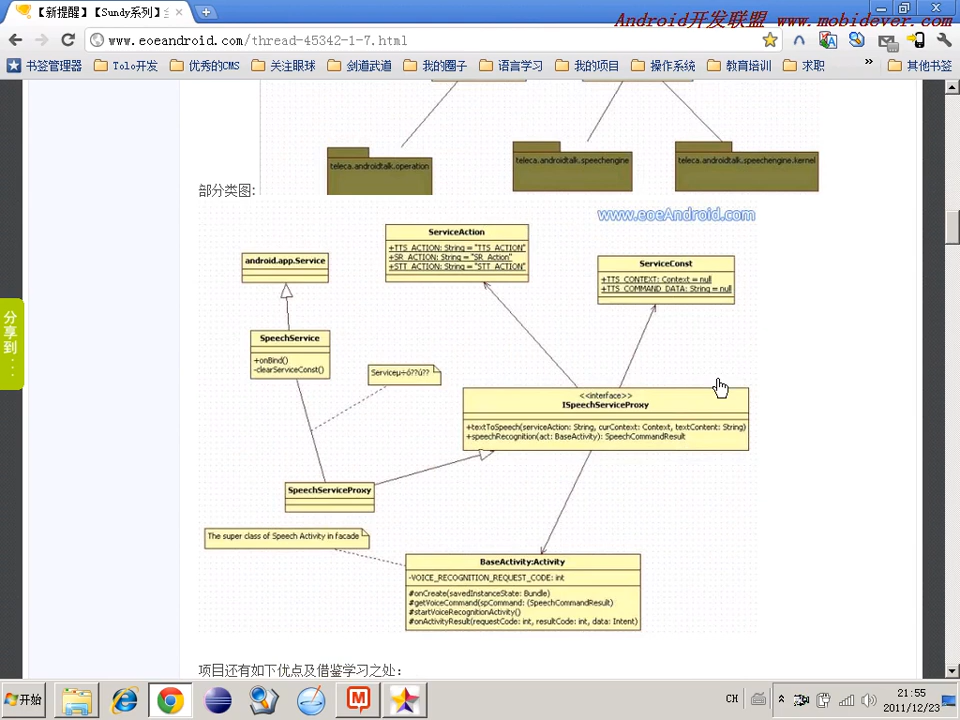 【新提醒】【Sundy系列】
Android开发联盟 www.mobidever.com
www.eoeandroid.com/thread-45342-1-7.html
书签管理器 Tolo开发 优秀的CMS 关注眼球 剑道武道 我的圈子 语言学习 我的项目 操作系统 教育培训 求职 » 其他书签
teleca.androidtalk.operation
teleca.androidtalk.speechengine
teleca.androidtalk.speechengine.kernel
部分类图:
www.eoeAndroid.com
ServiceAction
+TTS_ACTION: String = "TTS_ACTION"
+SR_ACTION: String = "SR_Action"
+STT_ACTION: String = "STT_ACTION"
android.app.Service
ServiceConst
+TTS_CONTEXT: Context = null
+TTS_COMMAND_DATA: String = null
分享到:
SpeechService
+onBind()
-clearServiceConst()
Serviceµ÷ó??ú??
<<interface>>
ISpeechServiceProxy
+textToSpeech(serviceAction: String, curContext: Context, textContent: String)
+speechRecognition(act: BaseActivity): SpeechCommandResult
SpeechServiceProxy
The super class of Speech Activity in facade
BaseActivity:Activity
-VOICE_RECOGNITION_REQUEST_CODE: int
#onCreate(savedInstanceState: Bundle)
#getVoiceCommand(spCommand: (SpeechCommandResult)
#startVoiceRecognitionActivity()
#onActivityResult(requestCode: int, resultCode: int, data: Intent)
项目还有如下优点及借鉴学习之处:
开始
CH
21:55
2011/12/23